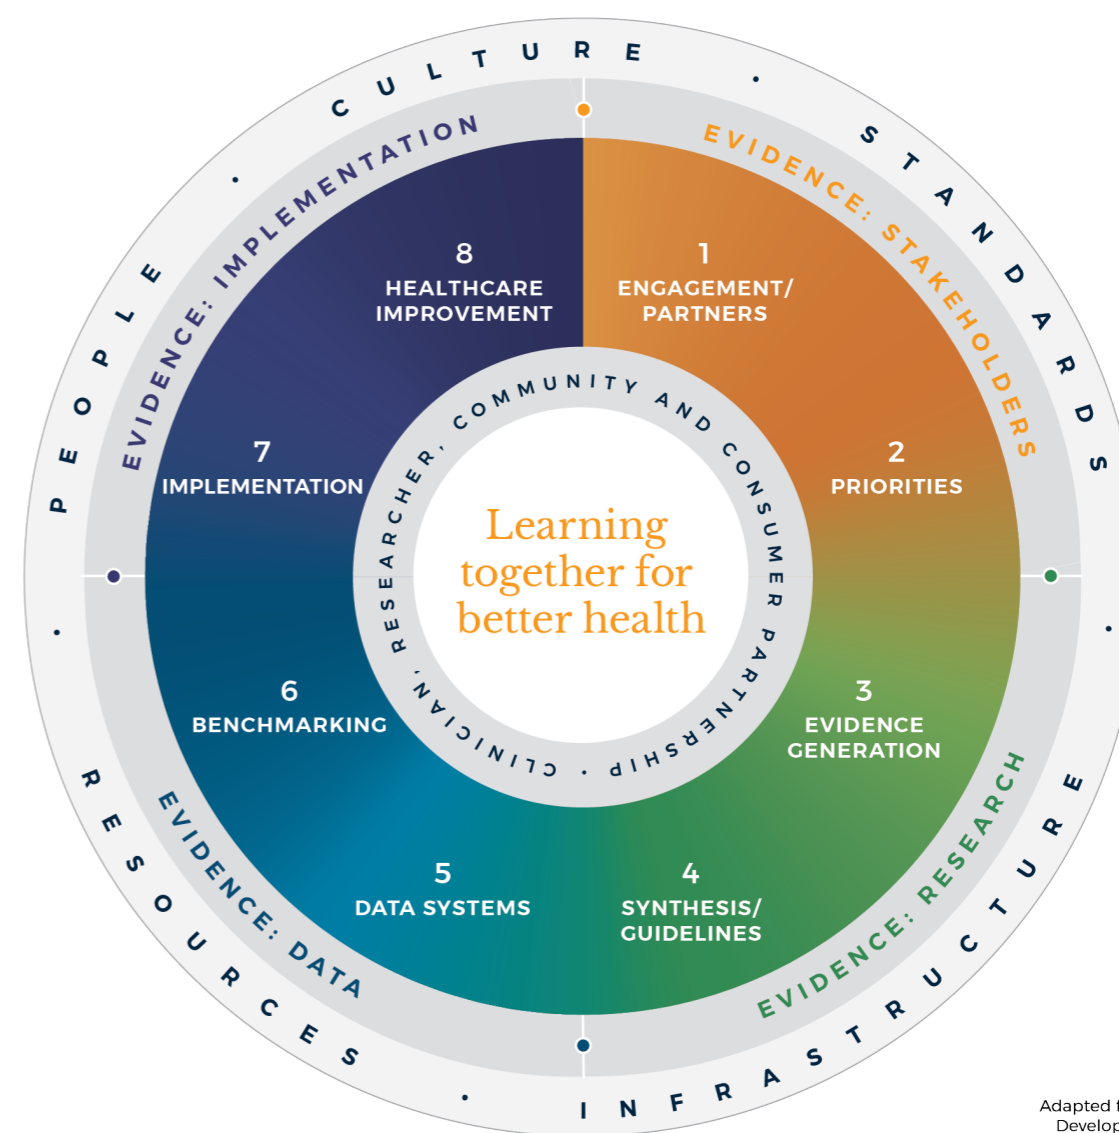 CULTURE · STANDARDS · INFRASTRUCTURE · RESOURCES · PEOPLE ·
EVIDENCE: STAKEHOLDERS
EVIDENCE: RESEARCH
EVIDENCE: DATA
EVIDENCE: IMPLEMENTATION
1
ENGAGEMENT/
PARTNERS
2
PRIORITIES
3
EVIDENCE
GENERATION
4
SYNTHESIS/
GUIDELINES
5
DATA SYSTEMS
6
BENCHMARKING
7
IMPLEMENTATION
8
HEALTHCARE
IMPROVEMENT
CLINICIAN, RESEARCHER, COMMUNITY AND CONSUMER PARTNERSHIP ·
Learning
together for
better health
Adapted
Develop